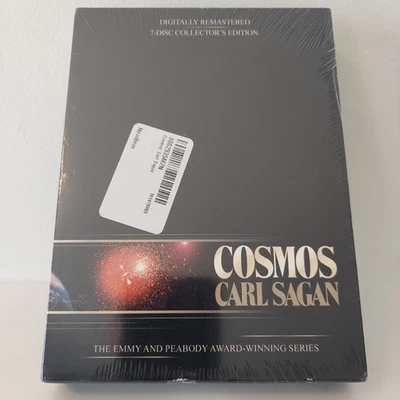 DIGITALLY REMASTERED
7-DISC COLLECTOR'S EDITION
COSMOS
CARL SAGAN
THE EMMY AND PEABODY AWARD-WINNING SERIES